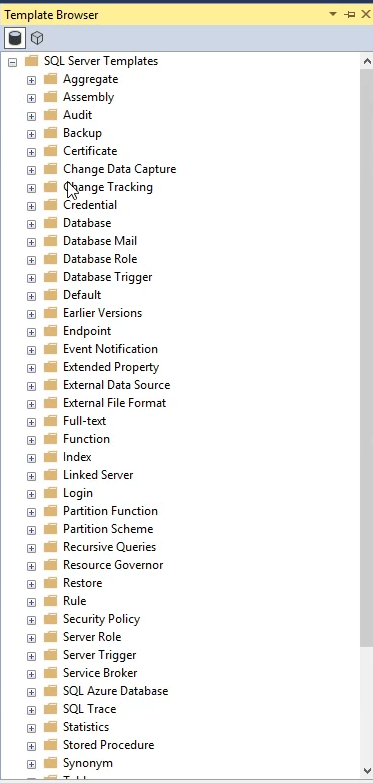 Template Browser
SQL Server Templates
Aggregate
Assembly
Audit
Backup
Certificate
Change Data Capture
Change Tracking
Credential
Database
Database Mail
Database Role
Database Trigger
Default
Earlier Versions
Endpoint
Event Notification
Extended Property
External Data Source
External File Format
Full-text
Function
Index
Linked Server
Login
Partition Function
Partition Scheme
Recursive Queries
Resource Governor
Restore
Rule
Security Policy
Server Role
Server Trigger
Service Broker
SQL Azure Database
SQL Trace
Statistics
Stored Procedure
Synonym